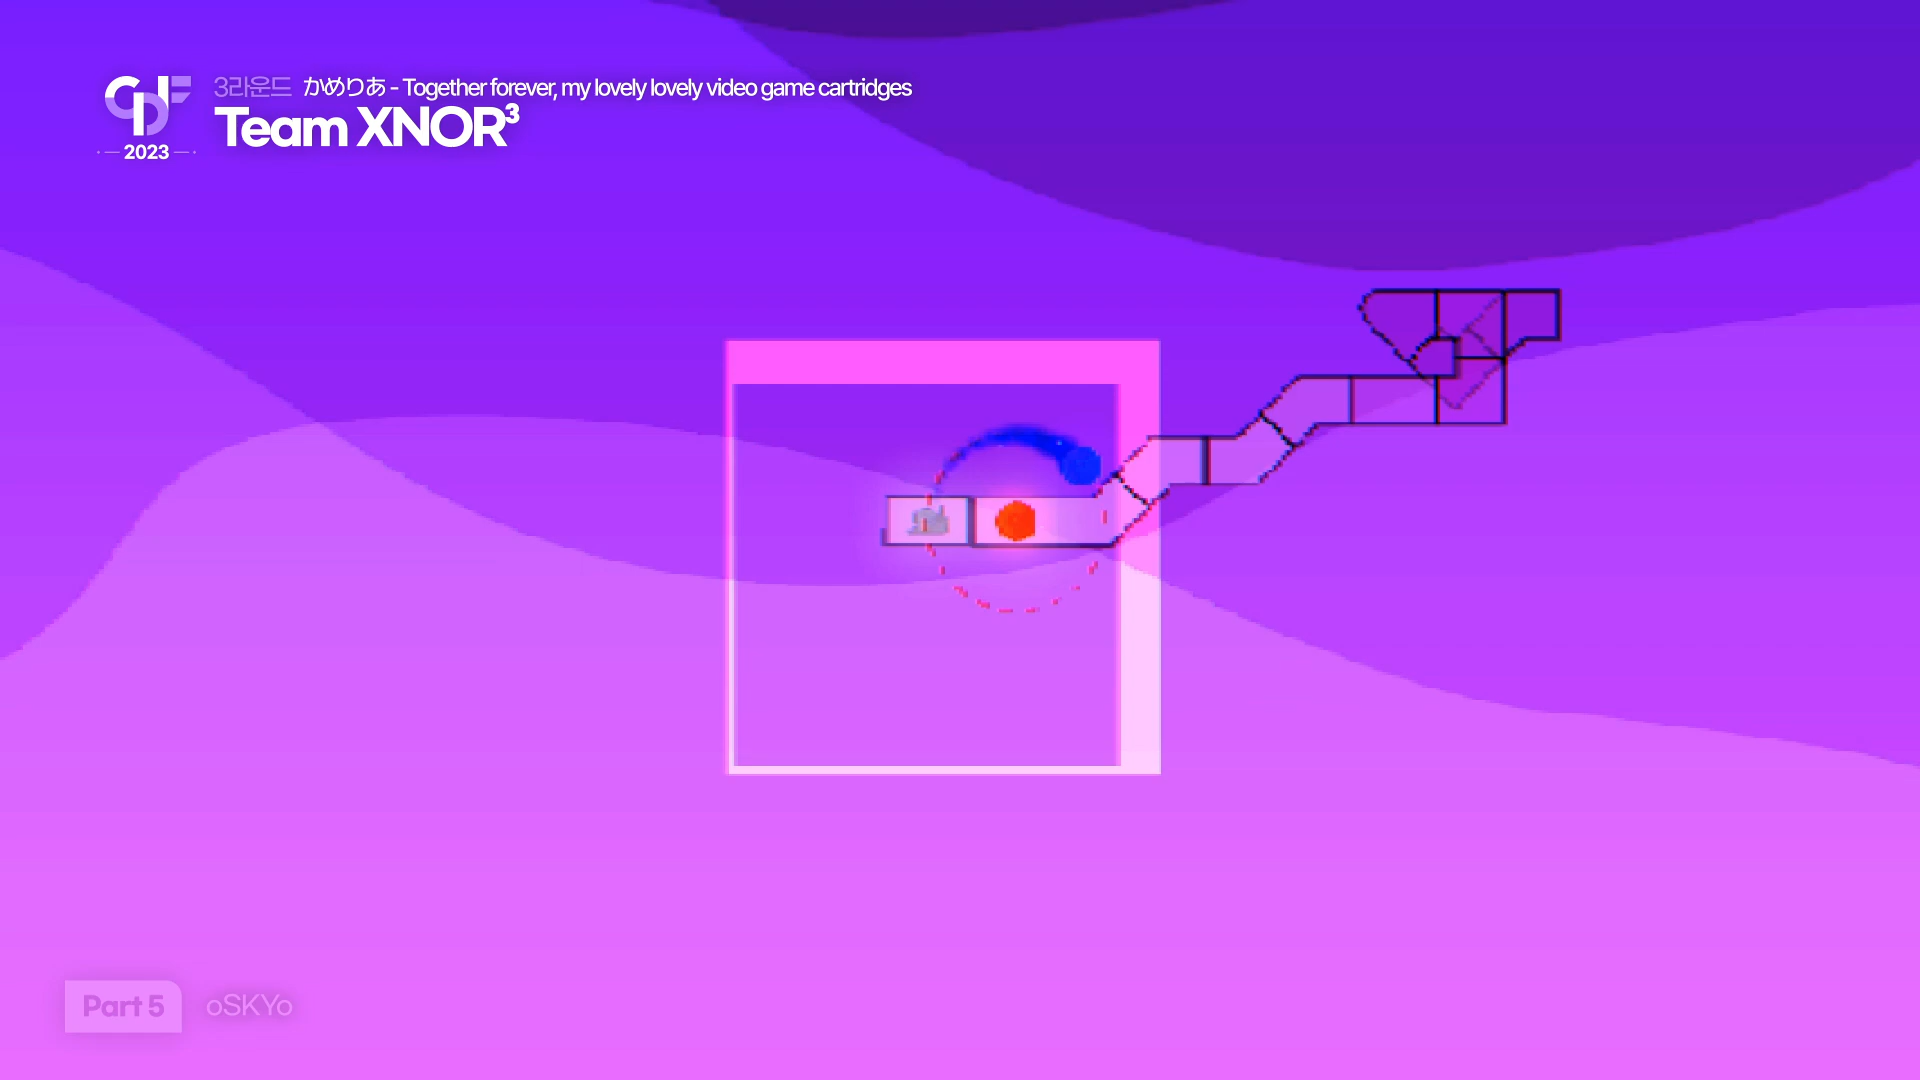 CDF
3라운드 かめりあ - Together forever, my lovely lovely video game cartridges
Team XNOR³
2023
Part 5 oSKYo